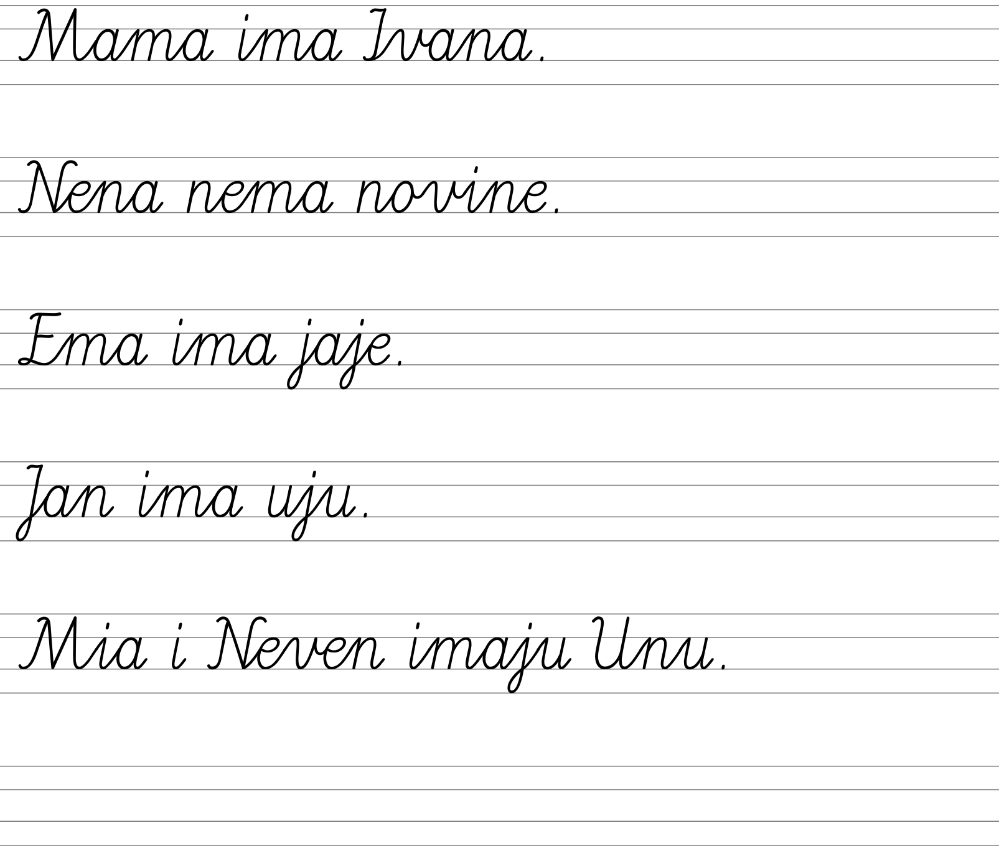 Mama ima Ivana.
Nena nema novine.
Ema ima jaje.
Jan ima uju.
Mia i Neven imaju Unu.